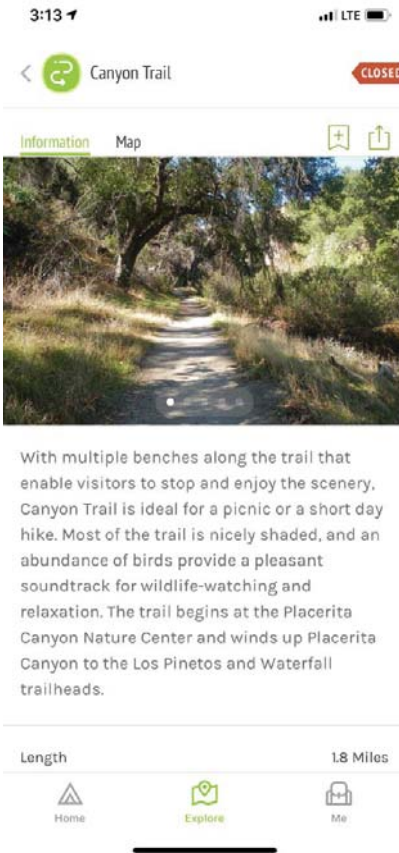 3:13
LTE
Canyon Trail
CLOSED
Information
Map
With multiple benches along the trail that
enable visitors to stop and enjoy the scenery,
Canyon Trail is ideal for a picnic or a short day
hike. Most of the trail is nicely shaded, and an
abundance of birds provide a pleasant
soundtrack for wildlife-watching and
relaxation. The trail begins at the Placerita
Canyon Nature Center and winds up Placerita
Canyon to the Los Pinetos and Waterfall
trailheads.
Length
1.8 Miles
Home
Explore
Me